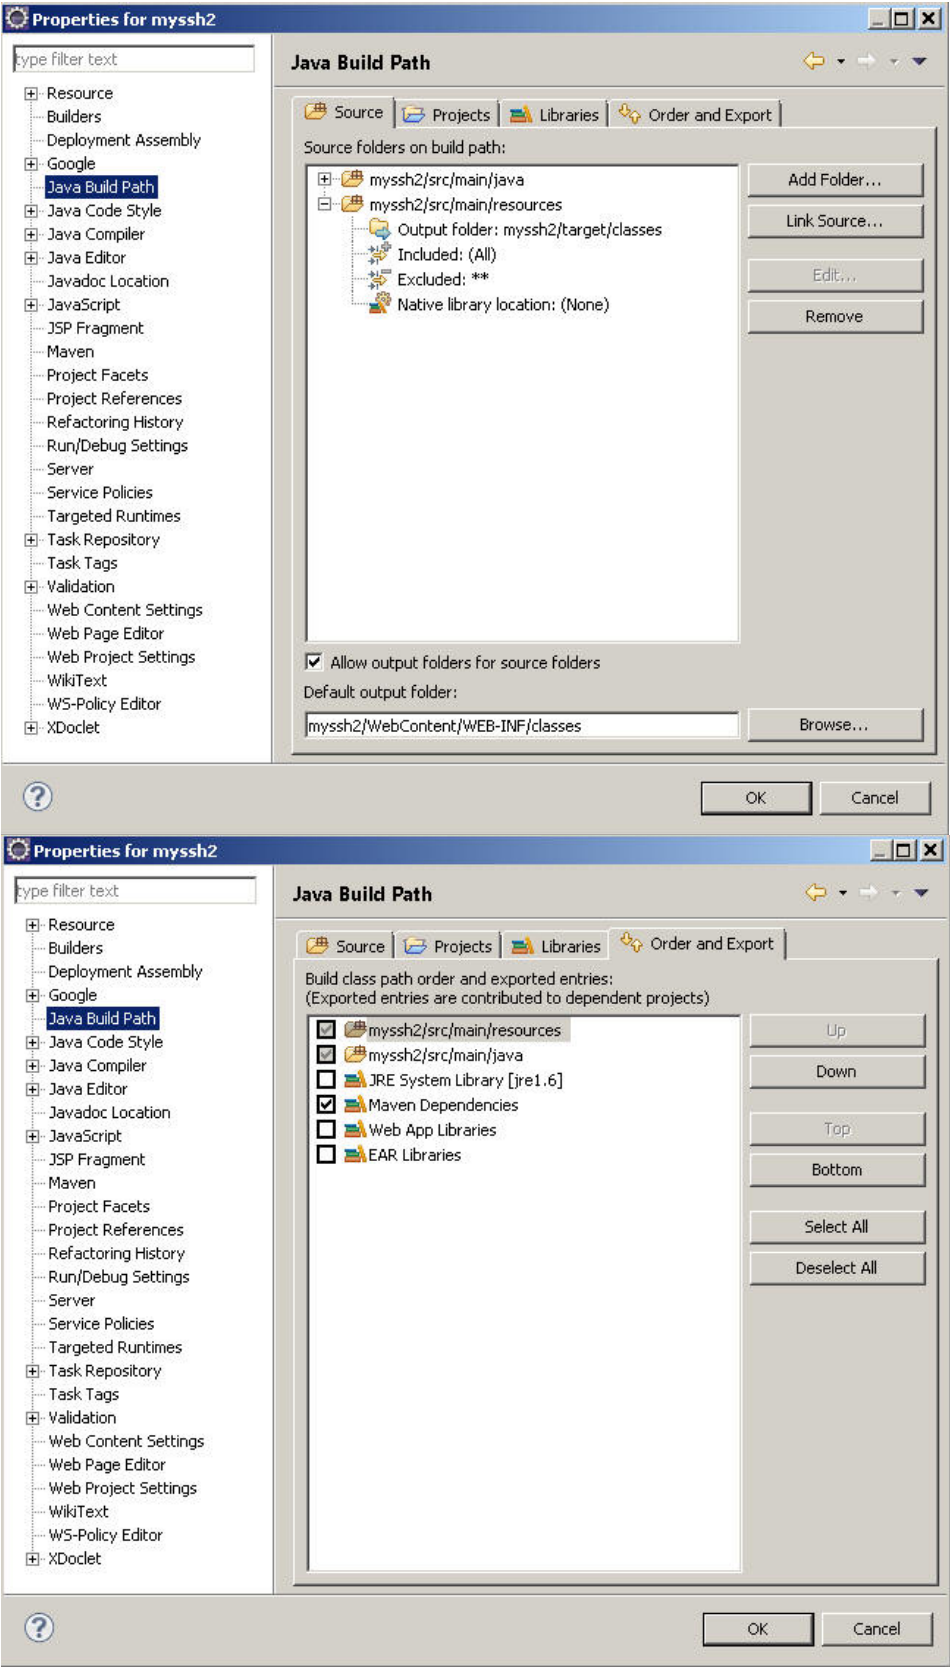 Properties for myssh2
type filter text
Resource
Builders
Deployment Assembly
Google
Java Build Path
Java Code Style
Java Compiler
Java Editor
Javadoc Location
JavaScript
JSP Fragment
Maven
Project Facets
Project References
Refactoring History
Run/Debug Settings
Server
Service Policies
Targeted Runtimes
Task Repository
Task Tags
Validation
Web Content Settings
Web Page Editor
Web Project Settings
WikiText
WS-Policy Editor
XDoclet
Java Build Path
Source Projects Libraries Order and Export
Source folders on build path:
myssh2/src/main/java
myssh2/src/main/resources
Output folder: myssh2/target/classes
Included: (All)
Excluded: **
Native library location: (None)
Add Folder...
Link Source...
Edit...
Remove
Allow output folders for source folders
Default output folder:
myssh2/WebContent/WEB-INF/classes
Browse...
OK Cancel
Properties for myssh2
type filter text
Resource
Builders
Deployment Assembly
Google
Java Build Path
Java Code Style
Java Compiler
Java Editor
Javadoc Location
JavaScript
JSP Fragment
Maven
Project Facets
Project References
Refactoring History
Run/Debug Settings
Server
Service Policies
Targeted Runtimes
Task Repository
Task Tags
Validation
Web Content Settings
Web Page Editor
Web Project Settings
WikiText
WS-Policy Editor
XDoclet
Java Build Path
Source Projects Libraries Order and Export
Build class path order and exported entries:
(Exported entries are contributed to dependent projects)
myssh2/src/main/resources
myssh2/src/main/java
JRE System Library [jre1.6]
Maven Dependencies
Web App Libraries
EAR Libraries
Up
Down
Top
Bottom
Select All
Deselect All
OK Cancel